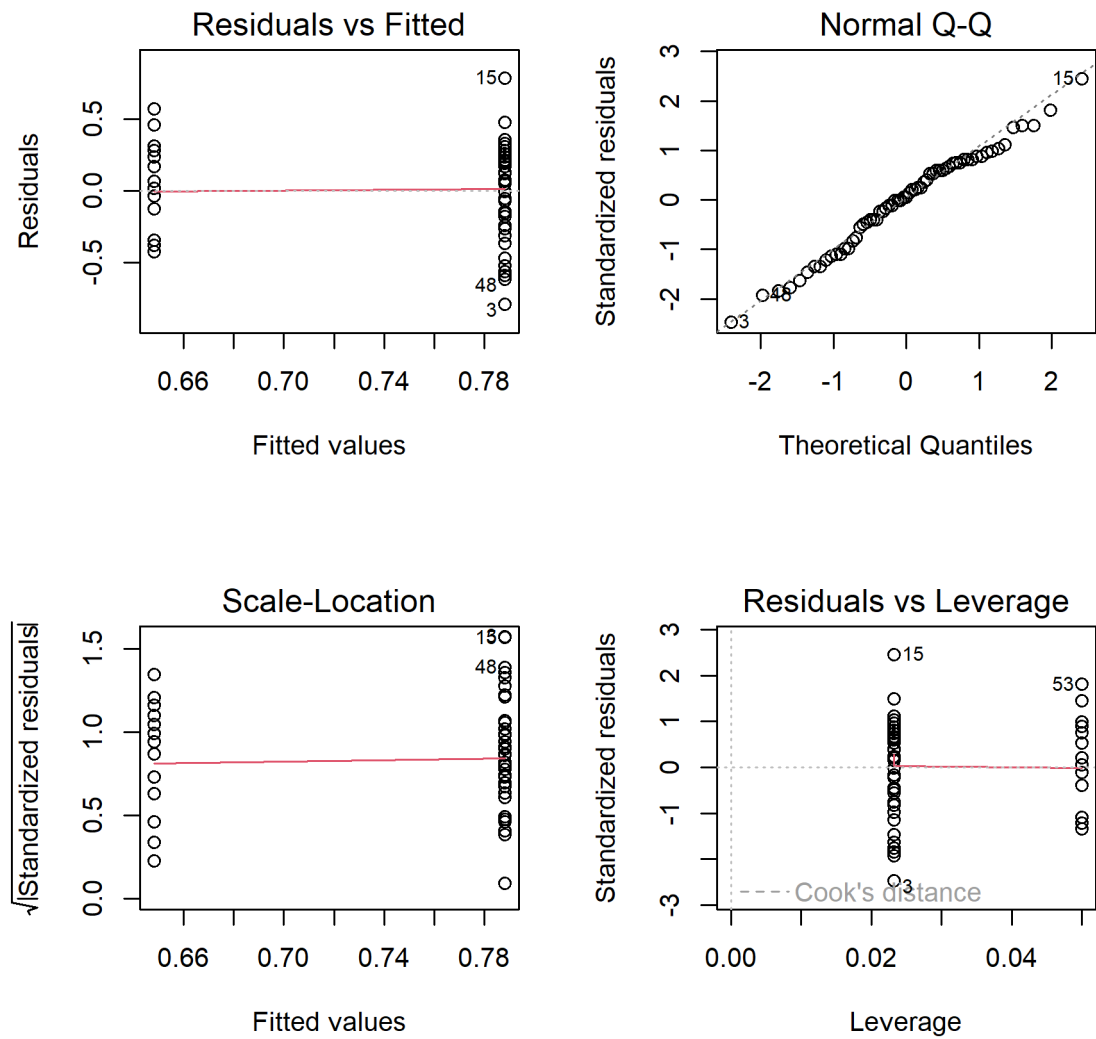 Residuals vs Fitted
Residuals
0.5
0.0
-0.5
15
48
3
0.66 0.70 0.74 0.78
Fitted values
Normal Q-Q
Standardized residuals
3
2
1
0
-1
-2
15
48
3
-2 -1 0 1 2
Theoretical Quantiles
Scale-Location
√|Standardized residuals|
1.5
1.0
0.5
0.0
15
48
0.66 0.70 0.74 0.78
Fitted values
Residuals vs Leverage
Standardized residuals
3
2
1
0
-1
-3
15
53
3
Cook's distance
0.00 0.02 0.04
Leverage